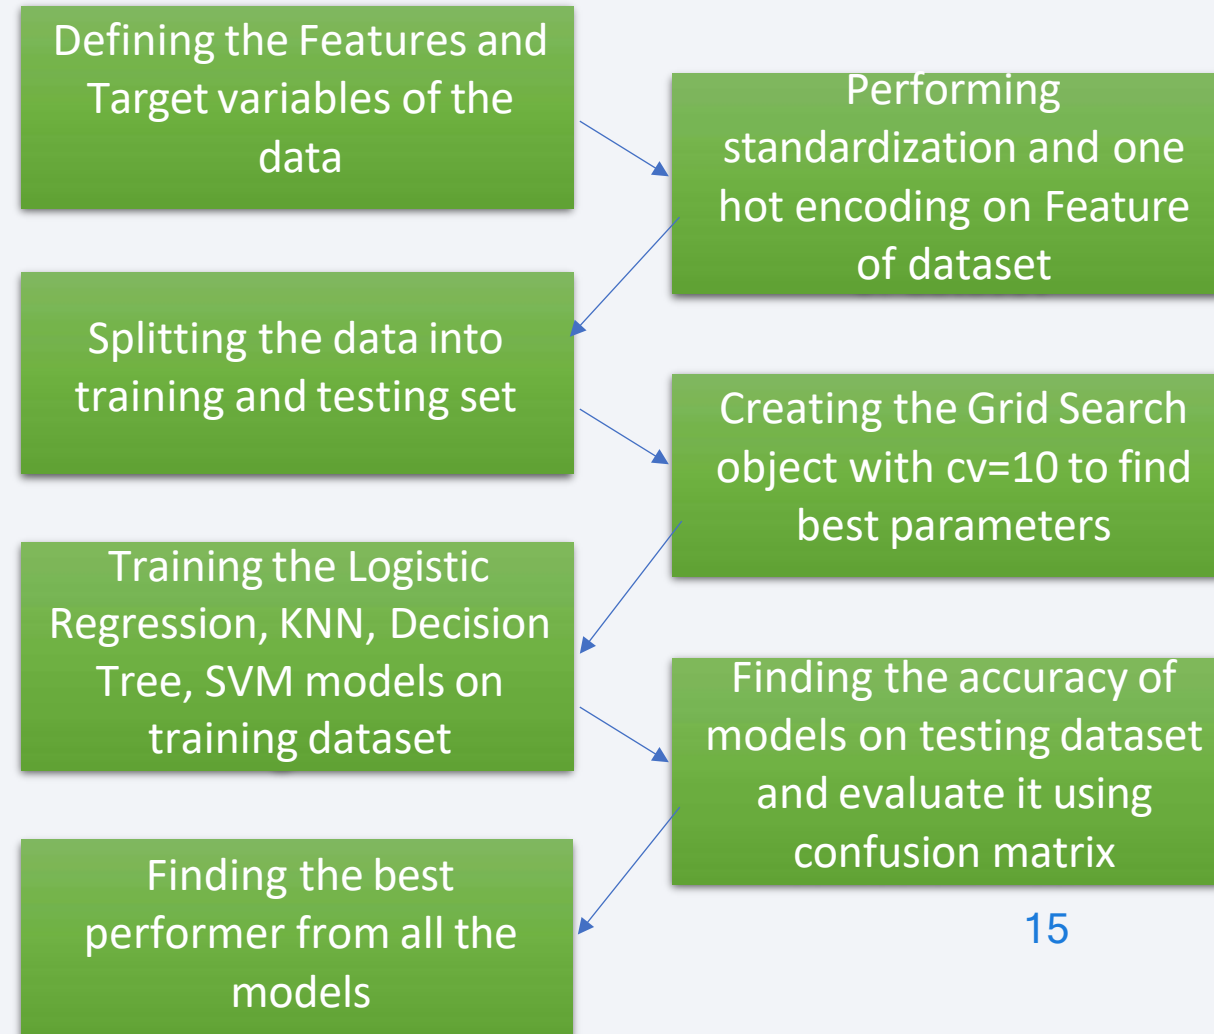 Defining the Features and
Target variables of the
data
Performing
standardization and one
hot encoding on Feature
of dataset
Splitting the data into
training and testing set
Creating the Grid Search
object with cv=10 to find
best parameters
Training the Logistic
Regression, KNN, Decision
Tree, SVM models on
training dataset
Finding the accuracy of
models on testing dataset
and evaluate it using
confusion matrix
Finding the best
performer from all the
models
15